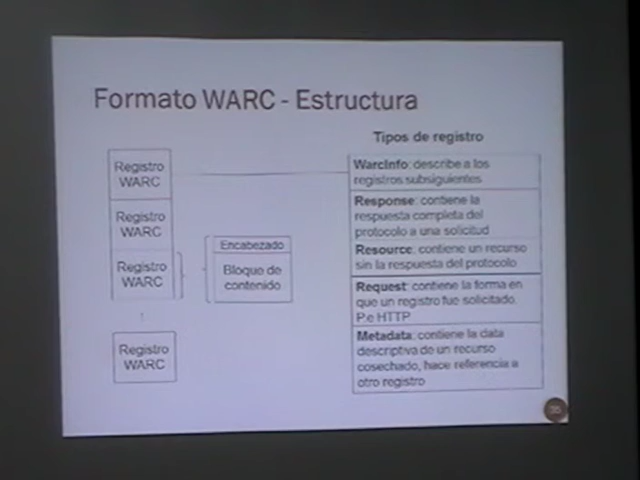 Formato WARC - Estructura
Tipos de registro
Registro
WARC
Registro
WARC
Registro
WARC
Registro
WARC
Encabezado
Bloque de
contenido
WarcInfo: describe a los
registros subsiguientes
Response: contiene la
respuesta completa del
protocolo a una solicitud
Resource: contiene un recurso
sin la respuesta del protocolo
Request: contiene la forma en
que un registro fue solicitado
P.e HTTP
Metadata: contiene la data
descriptiva de un recurso
cosechado, hace referencia a
otro registro